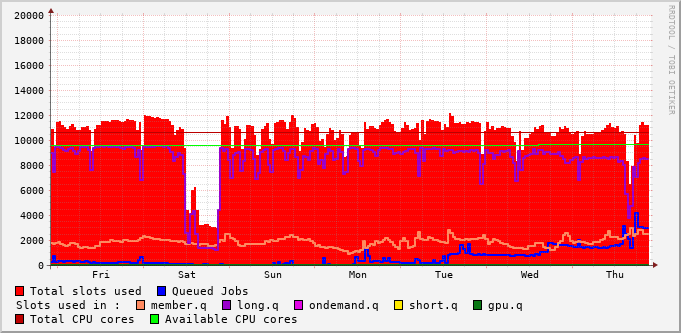 20000
18000
16000
14000
12000
10000
8000
6000
4000
2000
0
Fri Sat Sun Mon Tue Wed Thu
RRDTOOL / TOBI OETIKER
Total slots used Queued Jobs
Slots used in : member.q long.q ondemand.q short.q gpu.q
Total CPU cores Available CPU cores